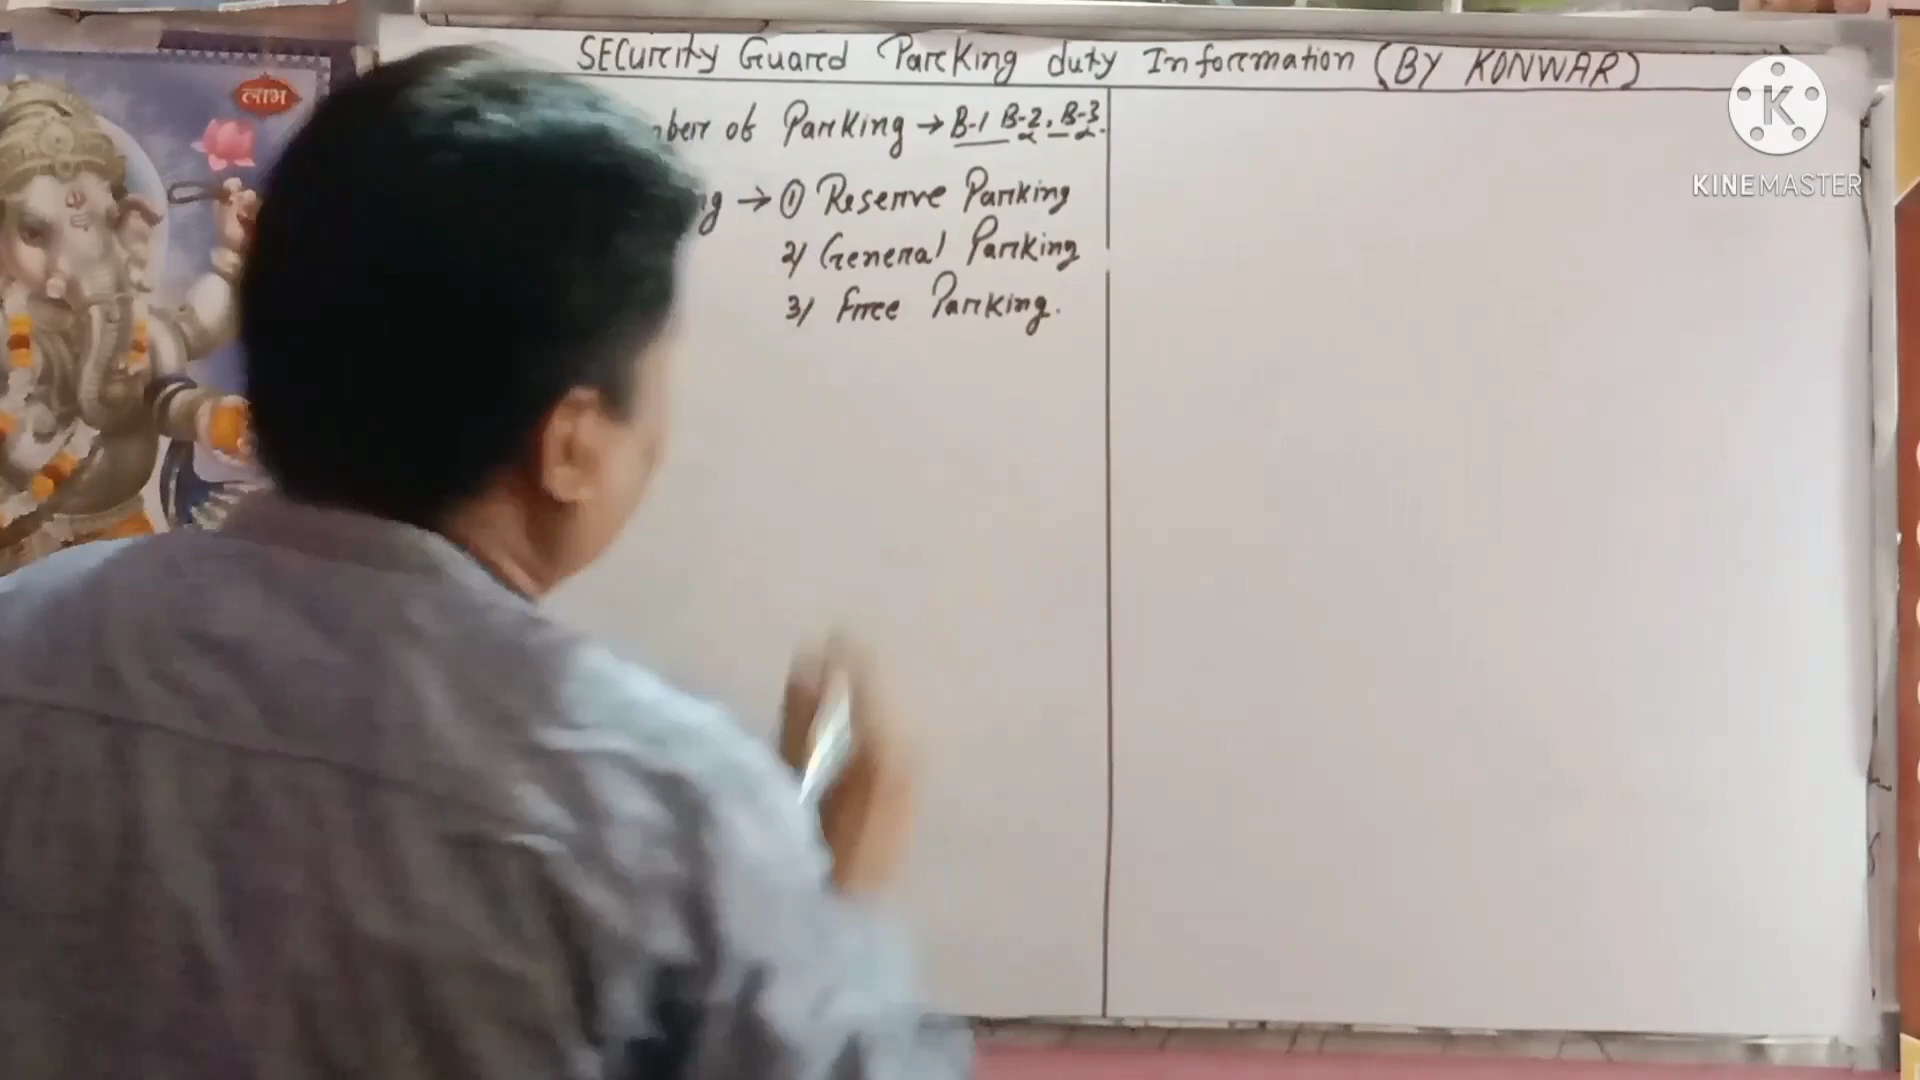 SECurity Guard Parking duty Information (BY KONWAR)
लाभ
of Parking → B-1 B-2, B-3.
→ ① Reserve Parking
2) General Parking
3) Free Parking.
K
KINEMASTER